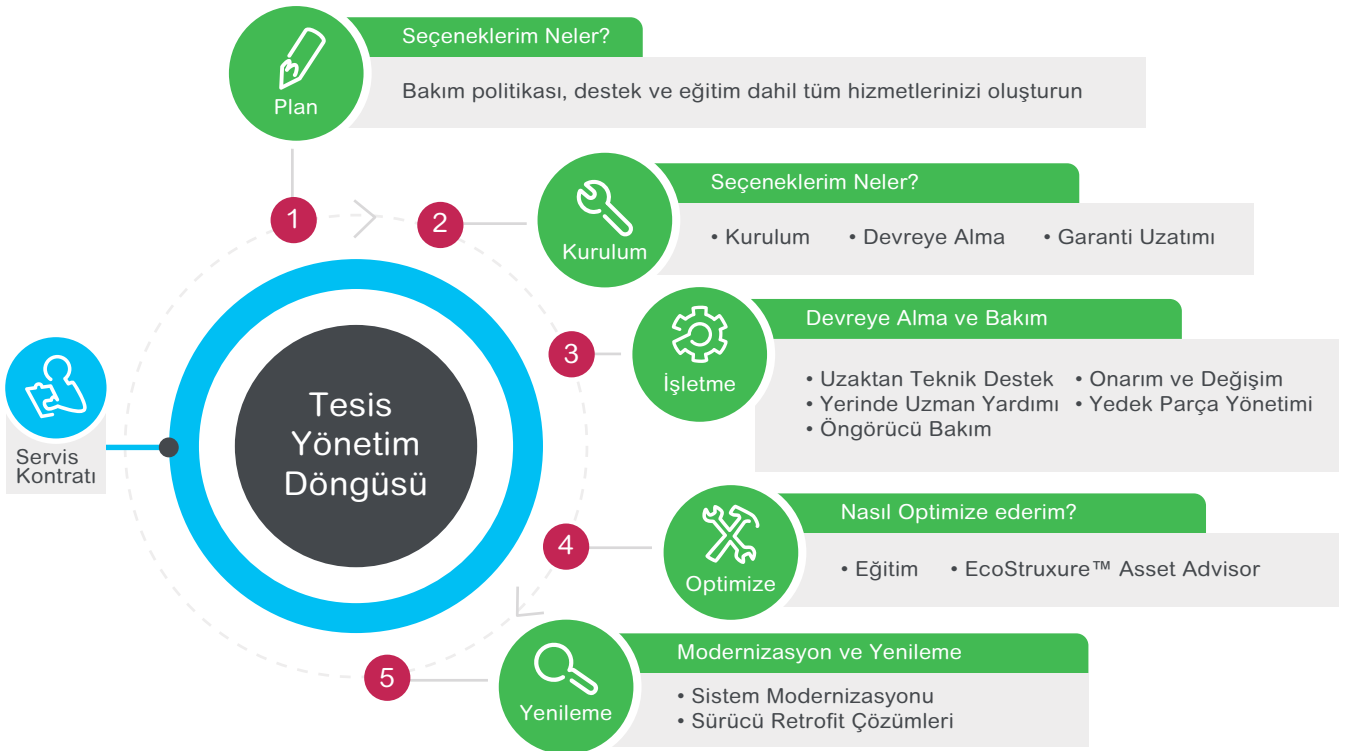 Seçeneklerim Neler?
Plan
Bakım politikası, destek ve eğitim dahil tüm hizmetlerinizi oluşturun
1
2
Seçeneklerim Neler?
Kurulum
• Kurulum • Devreye Alma • Garanti Uzatımı
3
Devreye Alma ve Bakım
İşletme
• Uzaktan Teknik Destek • Onarım ve Değişim
• Yerinde Uzman Yardımı • Yedek Parça Yönetimi
• Öngörücü Bakım
Tesis
Yönetim
Döngüsü
Servis
Kontratı
4
Nasıl Optimize ederim?
Optimize
• Eğitim • EcoStruxure™ Asset Advisor
5
Modernizasyon ve Yenileme
Yenileme
• Sistem Modernizasyonu
• Sürücü Retrofit Çözümleri